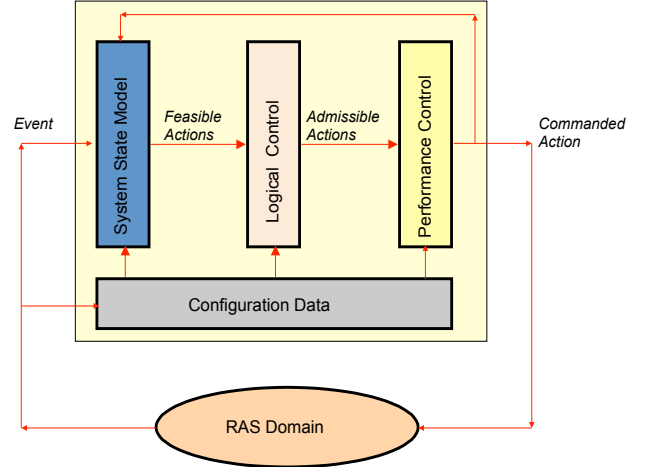 Event
System State Model
Feasible
Actions
Logical Control
Admissible
Actions
Performance Control
Commanded
Action
Configuration Data
RAS Domain